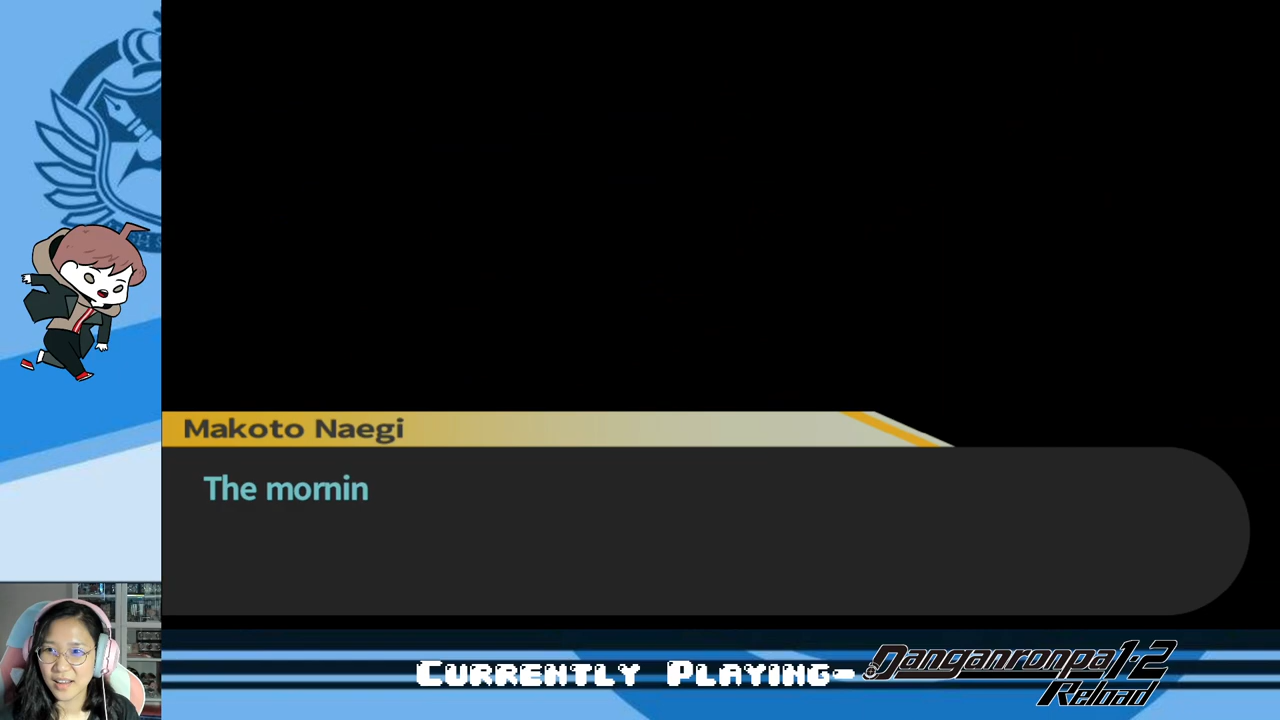 Makoto Naegi
The mornin
Currently Playing-
Danganronpa 1•2
Reload